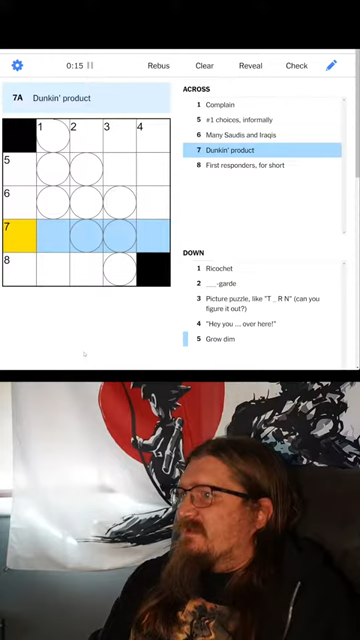 0:15
Rebus
Clear
Reveal
Check
7A Dunkin' product
1 2 3 4
5
6
7
8
ACROSS
1 Complain
5 #1 choices, informally
6 Many Saudis and Iraqis
7 Dunkin' product
8 First responders, for short
DOWN
1 Ricochet
2 ___-garde
3 Picture puzzle, like "T _ R N" (can you
figure it out?)
4 "Hey you ... over here!"
5 Grow dim